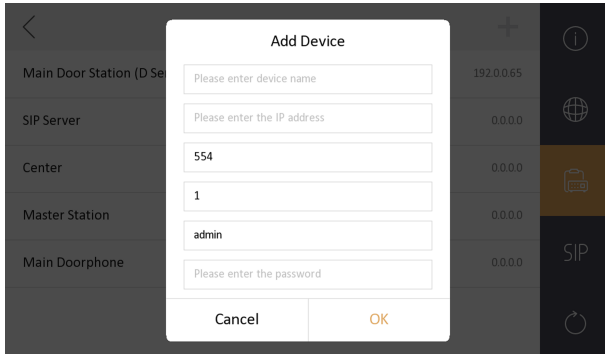 Add Device
Please enter device name
Please enter the IP address
554
1
admin
Please enter the password
Cancel
OK
Main Door Station (D Se
192.0.0.65
SIP Server
0.0.0.0
Center
0.0.0.0
Master Station
0.0.0.0
Main Doorphone
0.0.0.0
SIP